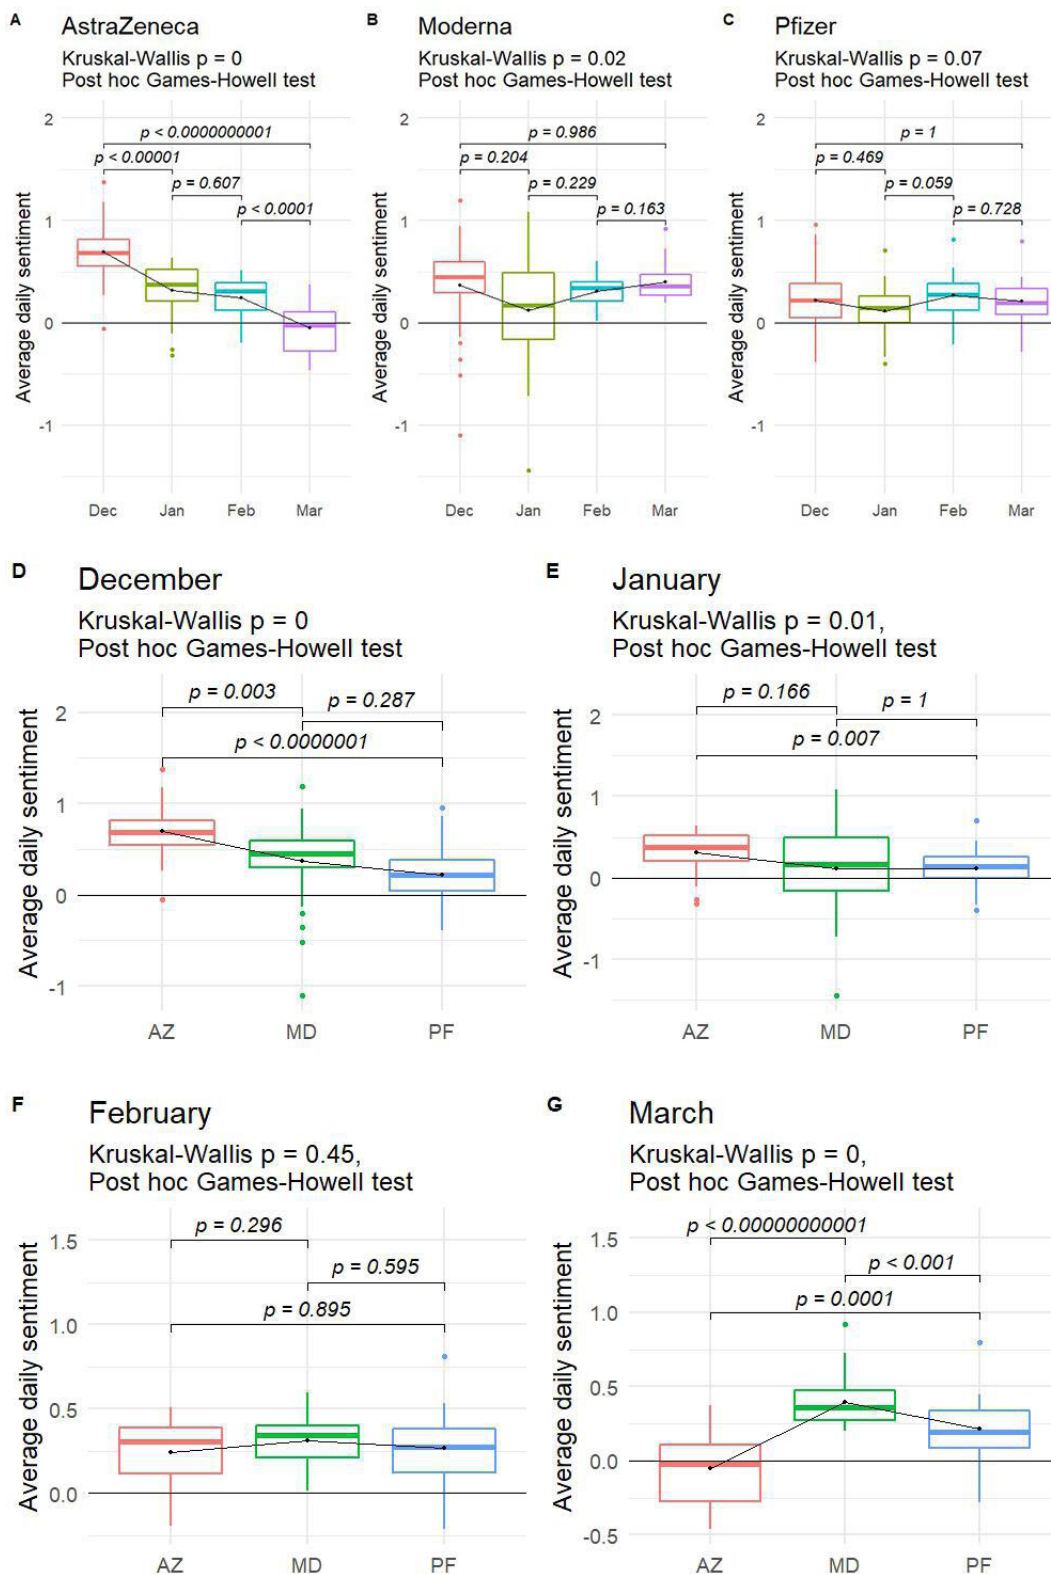 A AstraZeneca
Kruskal-Wallis p = 0
Post hoc Games-Howell test
Average daily sentiment
2
1
0
-1
p < 0.0000000001
p < 0.00001
p = 0.607
p < 0.0001
Dec Jan Feb Mar
B Moderna
Kruskal-Wallis p = 0.02
Post hoc Games-Howell test
Average daily sentiment
2
1
0
-1
p = 0.986
p = 0.204
p = 0.229
p = 0.163
Dec Jan Feb Mar
C Pfizer
Kruskal-Wallis p = 0.07
Post hoc Games-Howell test
Average daily sentiment
2
1
0
-1
p = 1
p = 0.469
p = 0.059
p = 0.728
Dec Jan Feb Mar
D December
Kruskal-Wallis p = 0
Post hoc Games-Howell test
Average daily sentiment
2
1
0
-1
p = 0.003
p = 0.287
p < 0.0000001
AZ MD PF
E January
Kruskal-Wallis p = 0.01,
Post hoc Games-Howell test
Average daily sentiment
2
1
0
-1
p = 0.166
p = 1
p = 0.007
AZ MD PF
F February
Kruskal-Wallis p = 0.45,
Post hoc Games-Howell test
Average daily sentiment
1.5
1.0
0.5
0.0
p = 0.296
p = 0.595
p = 0.895
AZ MD PF
G March
Kruskal-Wallis p = 0,
Post hoc Games-Howell test
Average daily sentiment
1.5
1.0
0.5
0.0
-0.5
p < 0.00000000001
p < 0.001
p = 0.0001
AZ MD PF